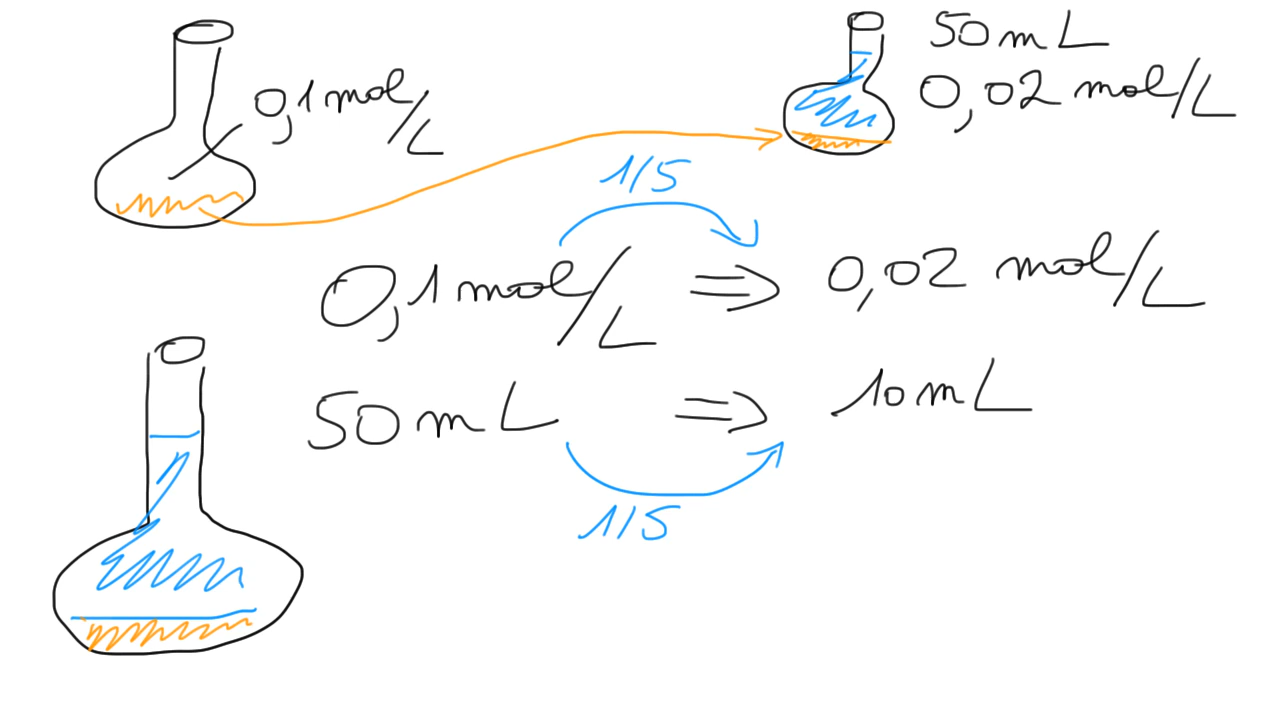 0,1 mol/L
50 mL
0,02 mol/L
1/5
0,1 mol/L ⇒ 0,02 mol/L
50 mL ⇒ 10 mL
1/5